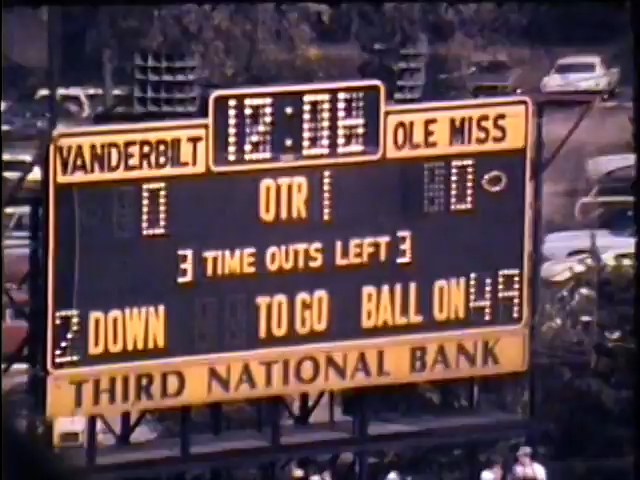 VANDERBILT 12:06 OLE MISS
0 QTR 1 0
3 TIME OUTS LEFT 3
2 DOWN TO GO BALL ON 49
THIRD NATIONAL BANK